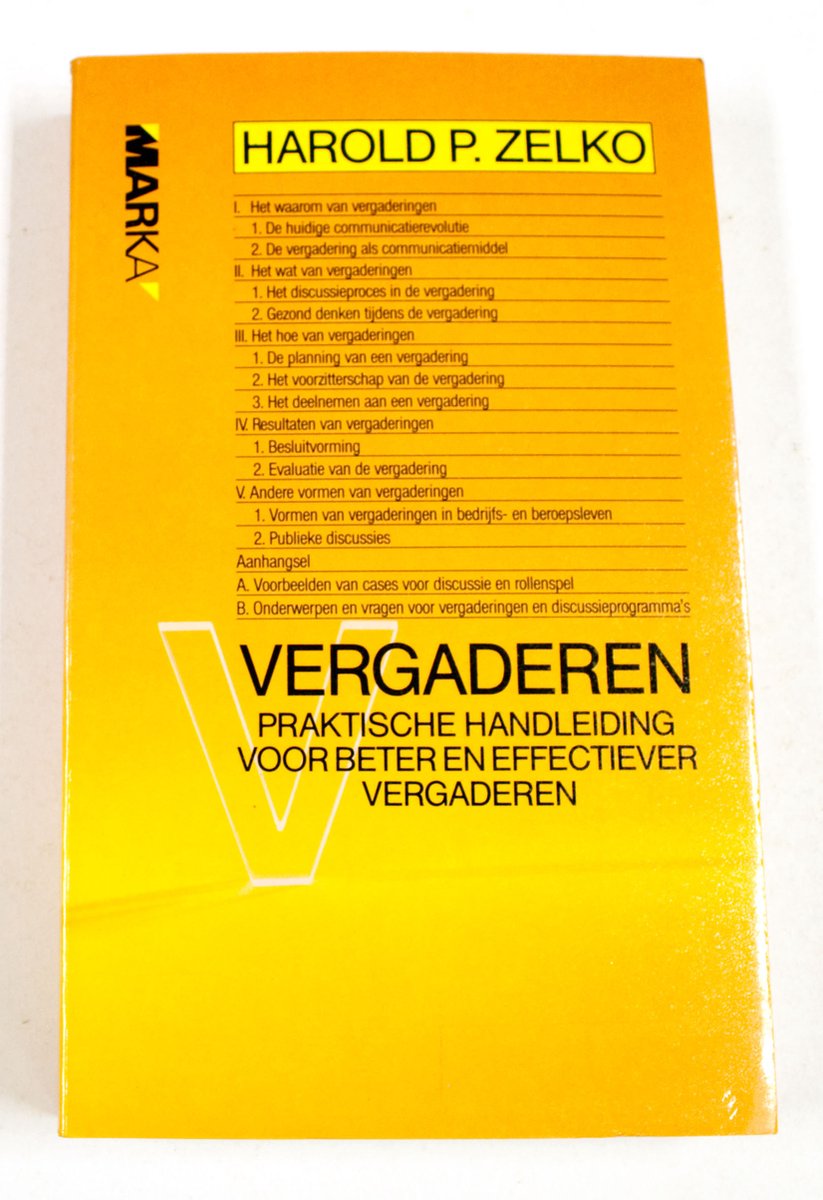 MARKA
HAROLD P. ZELKO
I. Het waarom van vergaderingen
1. De huidige communicatierevolutie
2. De vergadering als communicatiemiddel
II. Het wat van vergaderingen
1. Het discussieproces in de vergadering
2. Gezond denken tijdens de vergadering
III. Het hoe van vergaderingen
1. De planning van een vergadering
2. Het voorzitterschap van de vergadering
3. Het deelnemen aan een vergadering
IV. Resultaten van vergaderingen
1. Besluitvorming
2. Evaluatie van de vergadering
V. Andere vormen van vergaderingen
1. Vormen van vergaderingen in bedrijfs- en beroepsleven
2. Publieke discussies
Aanhangsel
A. Voorbeelden van cases voor discussie en rollenspel
B. Onderwerpen en vragen voor vergaderingen en discussieprogramma's
V
VERGADEREN
PRAKTISCHE HANDLEIDING
VOOR BETER EN EFFECTIEVER
VERGADEREN